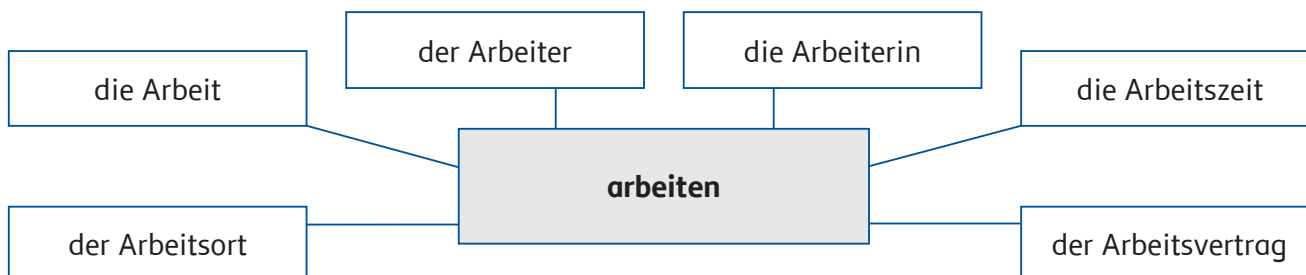 der Arbeiter
die Arbeiterin
die Arbeit
die Arbeitszeit
arbeiten
der Arbeitsort
der Arbeitsvertrag